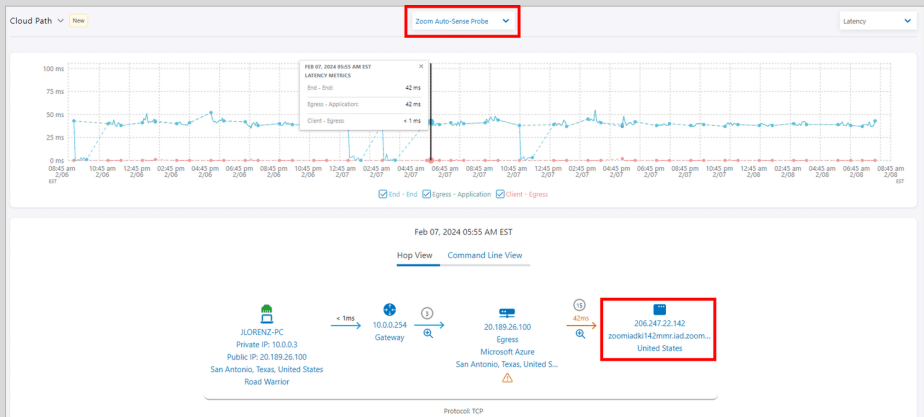 Cloud Path New
Zoom Auto-Sense Probe
Latency
100 ms
75 ms
50 ms
25 ms
0 ms
FEB 07, 2024 05:55 AM EST
LATENCY METRICS
End - End: 42 ms
Egress - Application: 42 ms
Client - Egress: < 1 ms
08:45 am 10:45 am 12:45 pm 02:45 pm 04:45 pm 06:45 pm 08:45 pm 10:45 pm 12:45 am 02:45 am 04:45 am 06:45 am 08:45 am 10:45 am 12:45 pm 02:45 pm 04:45 pm 06:45 pm 08:45 pm 10:45 pm 12:45 am 02:45 am 04:45 am 06:45 am 08:45 am
2/06 2/06 2/06 2/06 2/06 2/06 2/06 2/06 2/07 2/07 2/07 2/07 2/07 2/07 2/07 2/07 2/07 2/07 2/07 2/07 2/08 2/08 2/08 2/08 2/08
EST EST
End - End Egress - Application Client - Egress
Feb 07, 2024 05:55 AM EST
Hop View Command Line View
< 1ms
3
15
42ms
JLORENZ-PC
Private IP: 10.0.0.3
Public IP: 20.189.26.100
San Antonio, Texas, United States
Road Warrior
10.0.0.254
Gateway
20.189.26.100
Egress
Microsoft Azure
San Antonio, Texas, United S...
206.247.22.142
zoomiadki142mmr.iad.zoom...
United States
Protocol: TCP